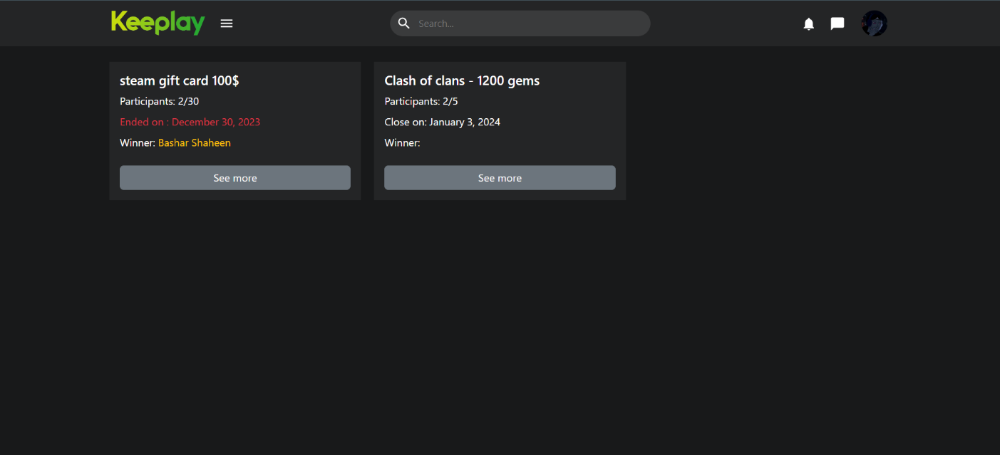 Keeplay
Search...
steam gift card 100$
Participants: 2/30
Ended on : December 30, 2023
Winner: Bashar Shaheen
See more
Clash of clans - 1200 gems
Participants: 2/5
Close on: January 3, 2024
Winner:
See more